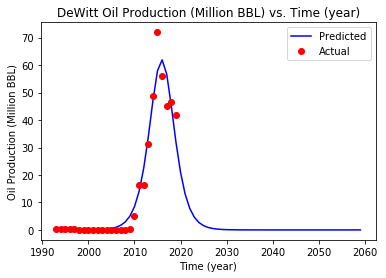 DeWitt Oil Production (Million BBL) vs. Time (year)
Predicted
Actual
Oil Production (Million BBL)
70
60
50
40
30
20
10
0
1990 2000 2010 2020 2030 2040 2050 2060
Time (year)